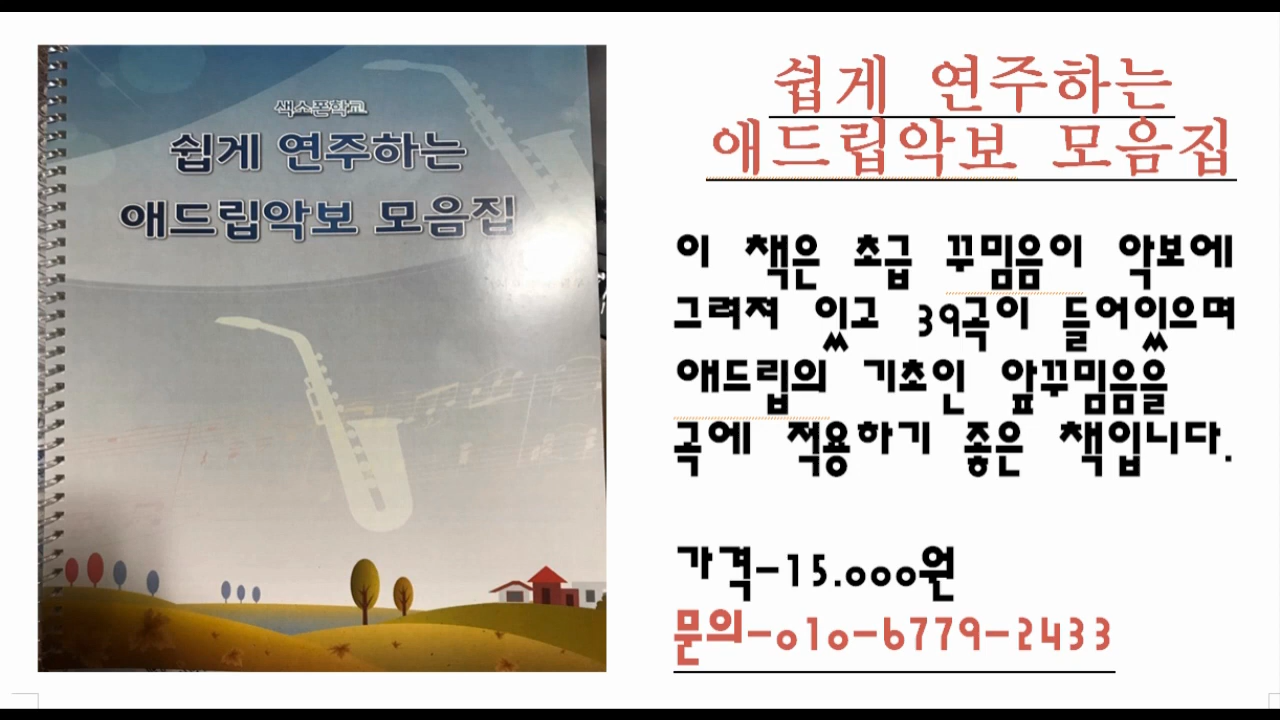 색소폰학교
쉽게 연주하는
애드립악보 모음집
쉽게 연주하는
애드립악보 모음집
이 책은 초급 꾸밈음이 악보에
그려져 있고 39곡이 들어있으며
애드립의 기초인 앞꾸밈음을
곡에 적용하기 좋은 책입니다.
가격-15.000원
문의-010-6779-2433